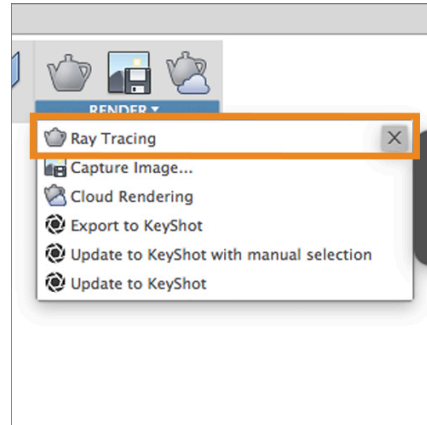 RENDER ▾
Ray Tracing
Capture Image...
Cloud Rendering
Export to KeyShot
Update to KeyShot with manual selection
Update to KeyShot